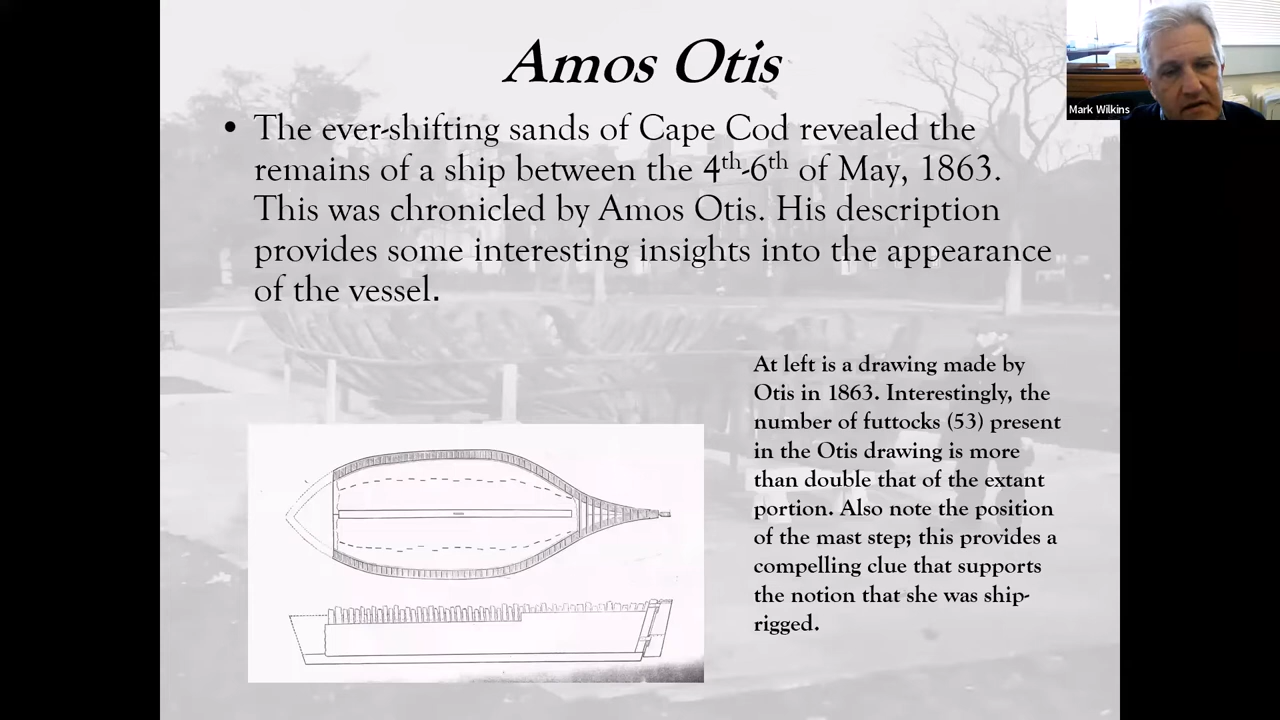 Amos Otis
Mark Wilkins
• The ever-shifting sands of Cape Cod revealed the
remains of a ship between the 4th-6th of May, 1863.
This was chronicled by Amos Otis. His description
provides some interesting insights into the appearance
of the vessel.
At left is a drawing made by
Otis in 1863. Interestingly, the
number of futtocks (53) present
in the Otis drawing is more
than double that of the extant
portion. Also note the position
of the mast step; this provides a
compelling clue that supports
the notion that she was ship-
rigged.